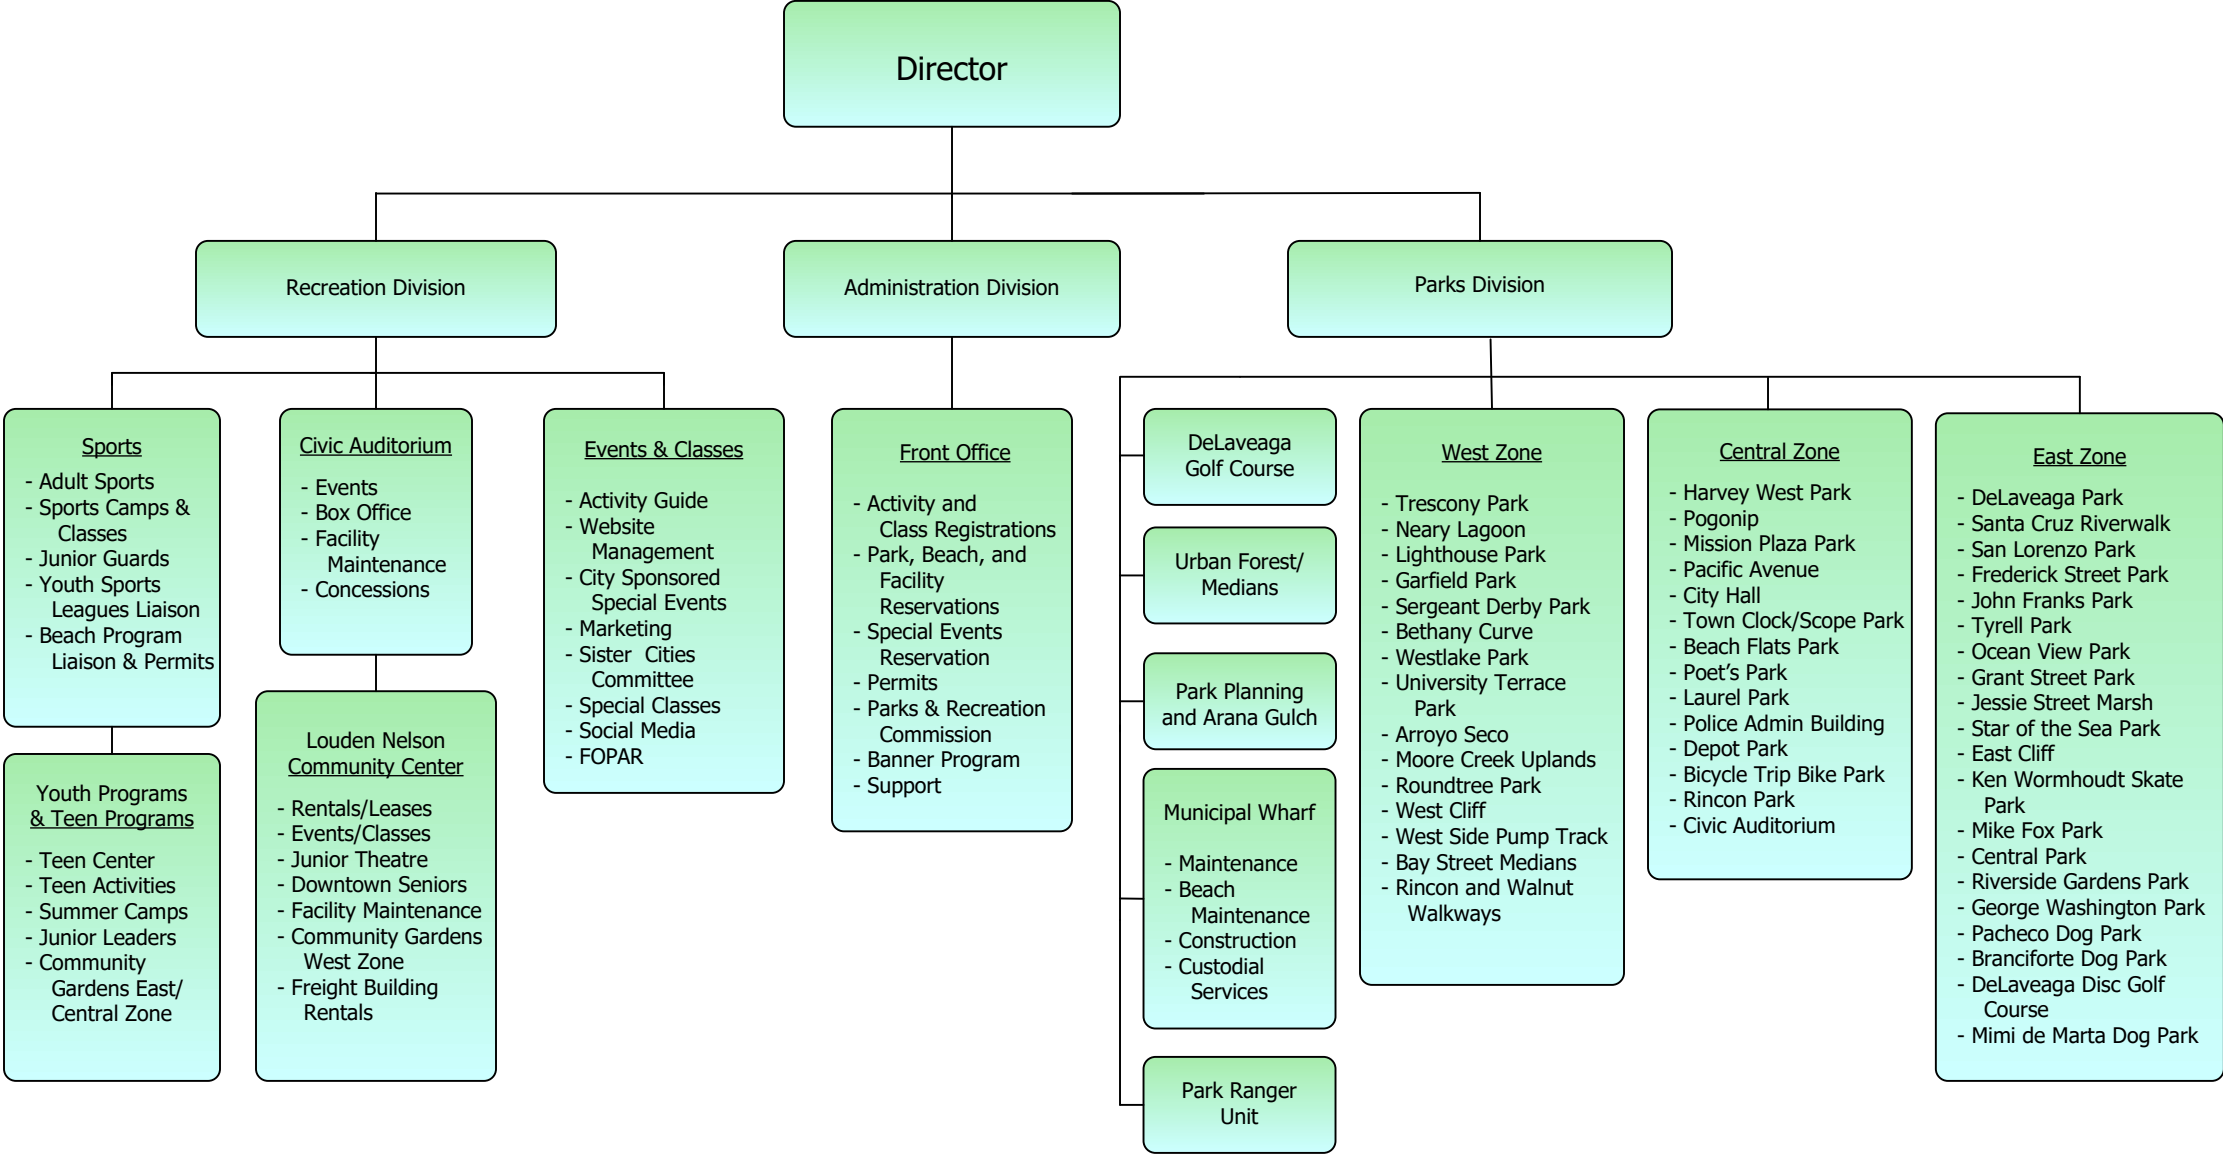 Director
Recreation Division
Administration Division
Parks Division
Sports
- Adult Sports
- Sports Camps &
Classes
- Junior Guards
- Youth Sports
Leagues Liaison
- Beach Program
Liaison & Permits
Youth Programs
& Teen Programs
- Teen Center
- Teen Activities
- Summer Camps
- Junior Leaders
- Community
Gardens East/
Central Zone
Civic Auditorium
- Events
- Box Office
- Facility
Maintenance
- Concessions
Louden Nelson
Community Center
- Rentals/Leases
- Events/Classes
- Junior Theatre
- Downtown Seniors
- Facility Maintenance
- Community Gardens
West Zone
- Freight Building
Rentals
Events & Classes
- Activity Guide
- Website
Management
- City Sponsored
Special Events
- Marketing
- Sister Cities
Committee
- Special Classes
- Social Media
- FOPAR
Front Office
- Activity and
Class Registrations
- Park, Beach, and
Facility
Reservations
- Special Events
Reservation
- Permits
- Parks & Recreation
Commission
- Banner Program
- Support
DeLaveaga
Golf Course
Urban Forest/
Medians
Park Planning
and Arana Gulch
Municipal Wharf
- Maintenance
- Beach
Maintenance
- Construction
- Custodial
Services
Park Ranger
Unit
West Zone
- Trescony Park
- Neary Lagoon
- Lighthouse Park
- Garfield Park
- Sergeant Derby Park
- Bethany Curve
- Westlake Park
- University Terrace
Park
- Arroyo Seco
- Moore Creek Uplands
- Roundtree Park
- West Cliff
- West Side Pump Track
- Bay Street Medians
- Rincon and Walnut
Walkways
Central Zone
- Harvey West Park
- Pogonip
- Mission Plaza Park
- Pacific Avenue
- City Hall
- Town Clock/Scope Park
- Beach Flats Park
- Poet’s Park
- Laurel Park
- Police Admin Building
- Depot Park
- Bicycle Trip Bike Park
- Rincon Park
- Civic Auditorium
East Zone
- DeLaveaga Park
- Santa Cruz Riverwalk
- San Lorenzo Park
- Frederick Street Park
- John Franks Park
- Tyrell Park
- Ocean View Park
- Grant Street Park
- Jessie Street Marsh
- Star of the Sea Park
- East Cliff
- Ken Wormhoudt Skate
Park
- Mike Fox Park
- Central Park
- Riverside Gardens Park
- George Washington Park
- Pacheco Dog Park
- Branciforte Dog Park
- DeLaveaga Disc Golf
Course
- Mimi de Marta Dog Park